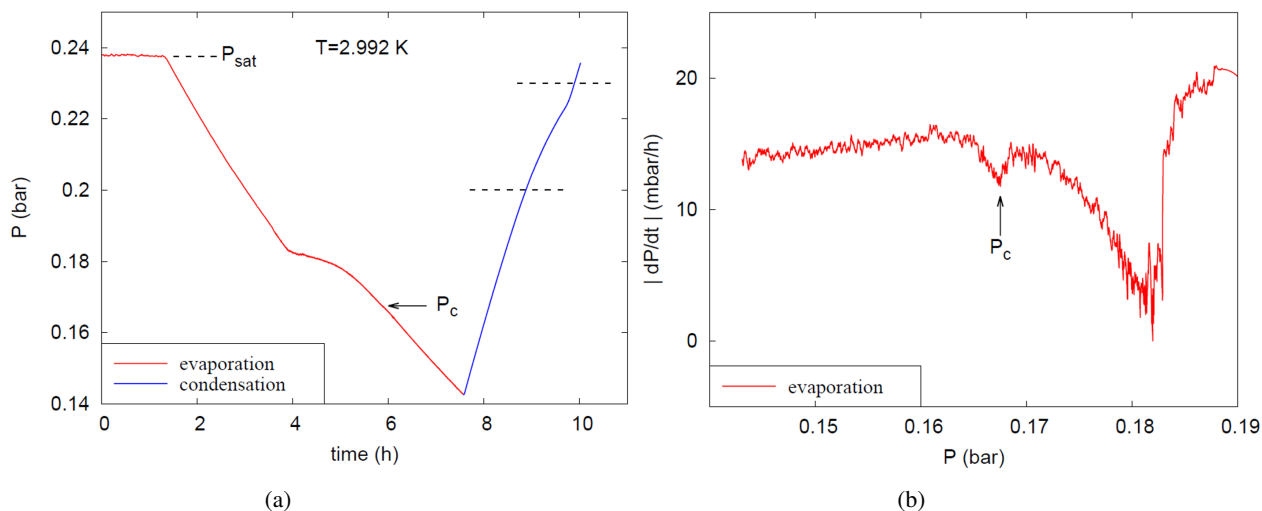 0.24
0.22
0.2
0.18
0.16
0.14
P (bar)
P_sat
T=2.992 K
P_c
evaporation
condensation
0 2 4 6 8 10
time (h)
(a)
20
10
0
| dP/dt | (mbar/h)
P_c
evaporation
0.15 0.16 0.17 0.18 0.19
P (bar)
(b)